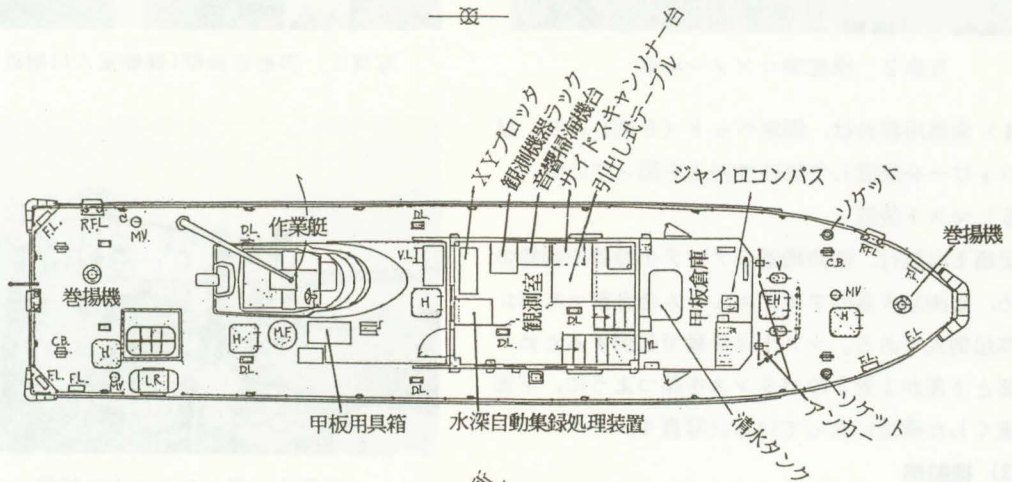 XYプロッタ
観測機器ラック
音響掃海機台
サイドスキャンソナー台
引出し式テーブル
ジャイロコンパス
ソケット
巻揚機
F.L
R.F.L
M.V.
D.L.
作業艇
D.L.
V.L
観測室
甲板倉庫
C.B.
F.L
M.V
F.L
巻揚機
H
H
M.F.
H
D.L
D.L
E.H
H
C.B.
H
F.L
F.L
L.R.
D.L
D.L
F.L
F.L
甲板用具箱
水深自動集録処理装置
清水タンク
アンカー
ソケット